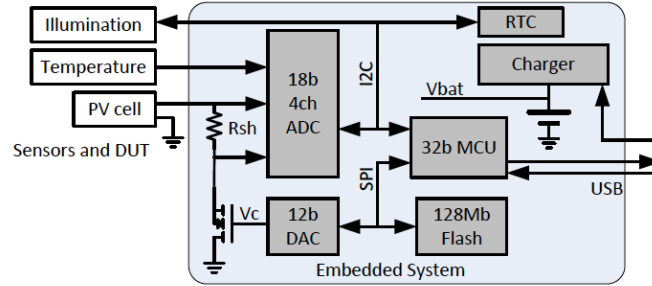 Illumination
Temperature
PV cell
Sensors and DUT
Rsh
18b
4ch
ADC
I2C
RTC
Charger
Vbat
32b MCU
USB
SPI
Vc
12b
DAC
128Mb
Flash
Embedded System